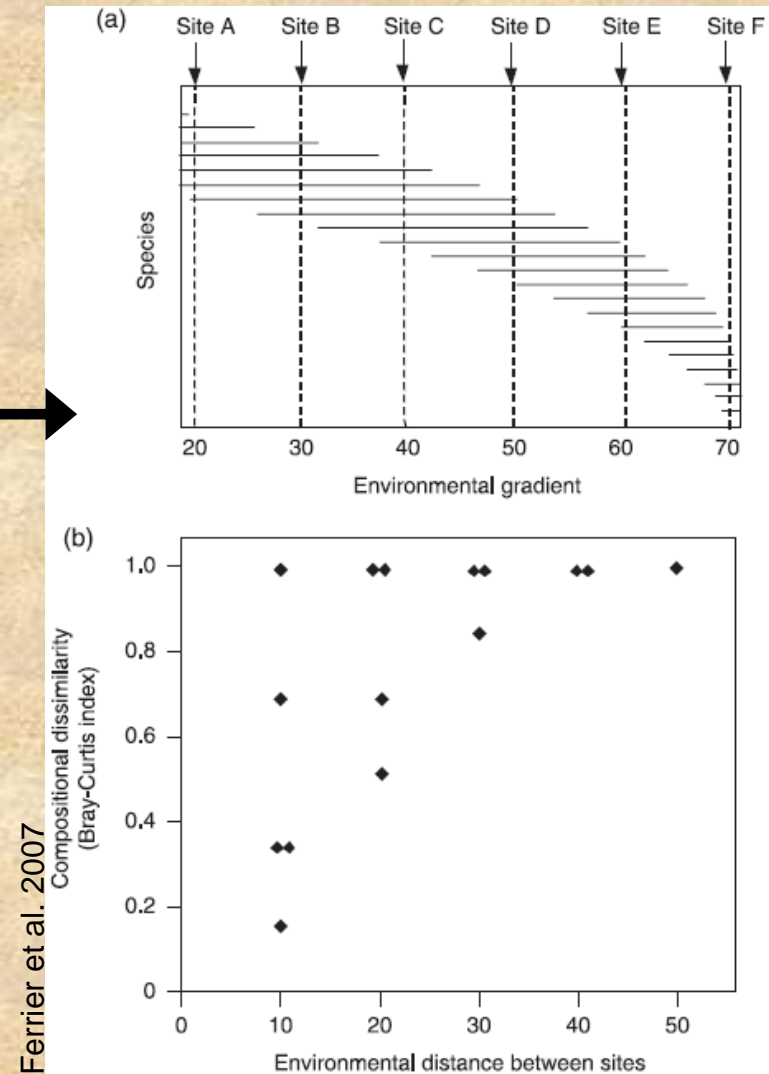 (a)
Site A Site B Site C Site D Site E Site F
Species
20 30 40 50 60 70
Environmental gradient
(b)
1.0
0.8
0.6
0.4
0.2
0
Compositional dissimilarity
(Bray-Curtis index)
0 10 20 30 40 50
Environmental distance between sites
Ferrier et al. 2007